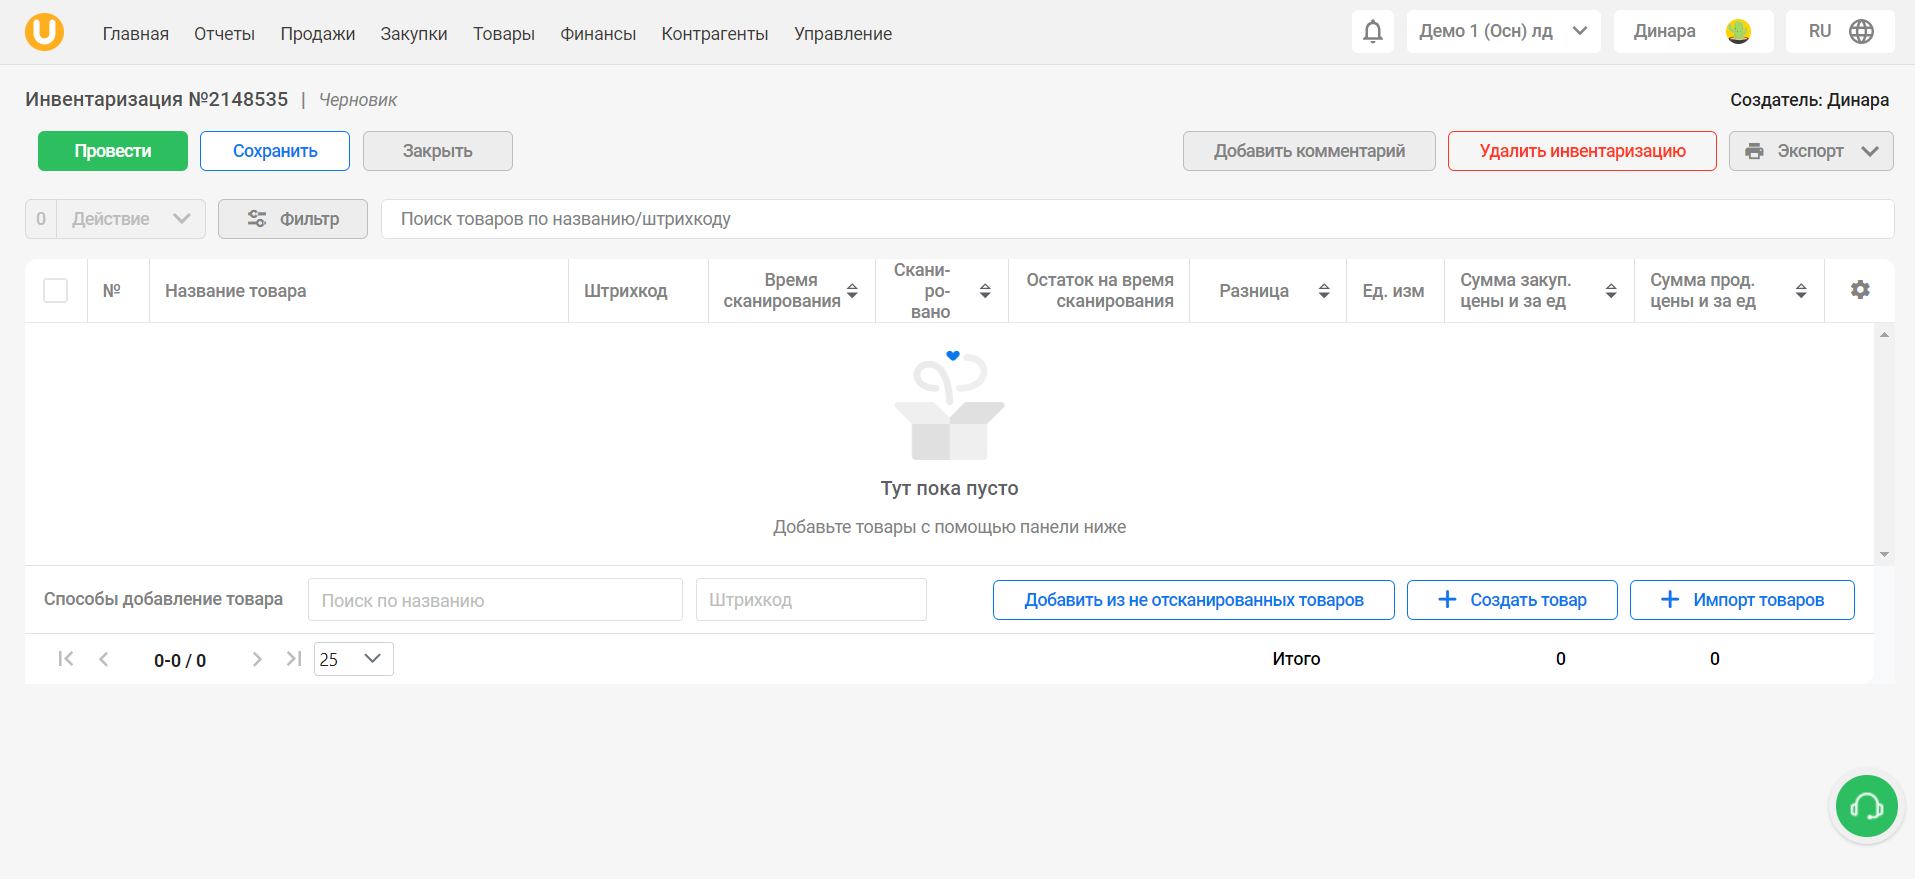 Главная Отчеты Продажи Закупки Товары Финансы Контрагенты Управление Демо 1 (Осн) лд Динара RU
Инвентаризация №2148535 | Черновик Создатель: Динара
Провести Сохранить Закрыть Добавить комментарий Удалить инвентаризацию Экспорт
0 Действие Фильтр Поиск товаров по названию/штрихкоду
№ Название товара Штрихкод
Время
сканирования
Скани-
ро-
вано
Остаток на время
сканирования
Разница Ед. изм
Сумма закуп.
цены и за ед
Сумма прод.
цены и за ед
Тут пока пусто
Добавьте товары с помощью панели ниже
Способы добавление товара Поиск по названию Штрихкод Добавить из не отсканированных товаров + Создать товар + Импорт товаров
0-0 / 0 25 Итого 0 0